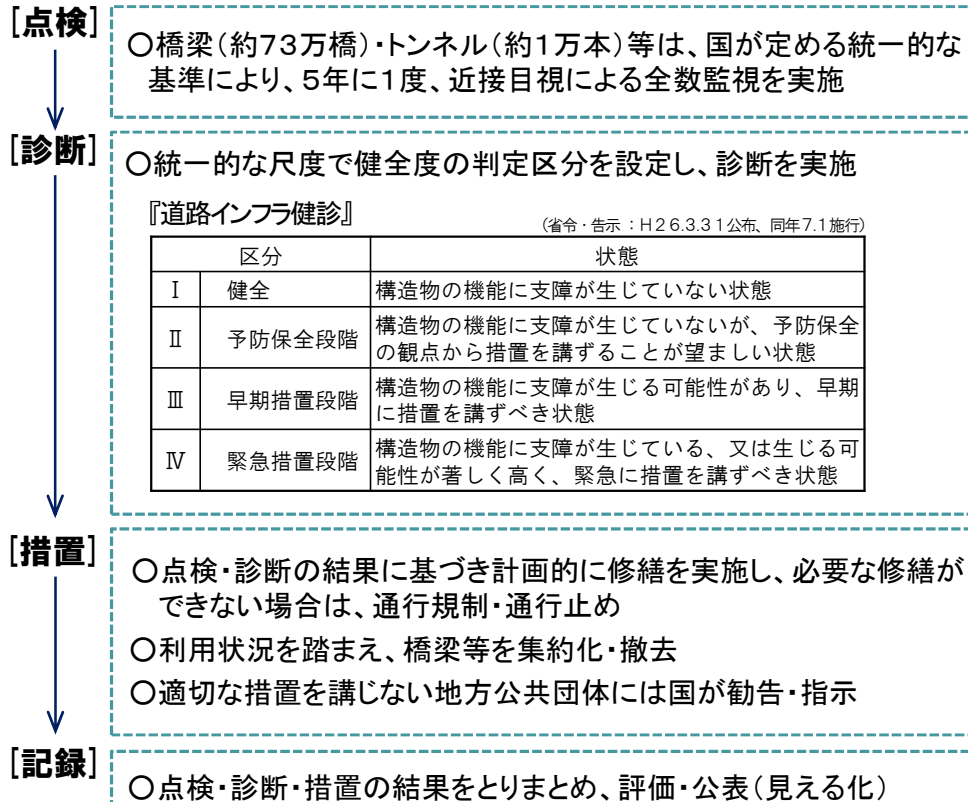 [点検]
○橋梁(約73万橋)・トンネル(約1万本)等は、国が定める統一的な
基準により、5年に1度、近接目視による全数監視を実施
[診断]
○統一的な尺度で健全度の判定区分を設定し、診断を実施
『道路インフラ健診』
(省令・告示:H26.3.31公布、同年7.1施行)
区分 状態
Ⅰ 健全 構造物の機能に支障が生じていない状態
Ⅱ 予防保全段階 構造物の機能に支障が生じていないが、予防保全
の観点から措置を講ずることが望ましい状態
Ⅲ 早期措置段階 構造物の機能に支障が生じる可能性があり、早期
に措置を講ずべき状態
Ⅳ 緊急措置段階 構造物の機能に支障が生じている、又は生じる可
能性が著しく高く、緊急に措置を講ずべき状態
[措置]
○点検・診断の結果に基づき計画的に修繕を実施し、必要な修繕が
できない場合は、通行規制・通行止め
○利用状況を踏まえ、橋梁等を集約化・撤去
○適切な措置を講じない地方公共団体には国が勧告・指示
[記録]
○点検・診断・措置の結果をとりまとめ、評価・公表(見える化)